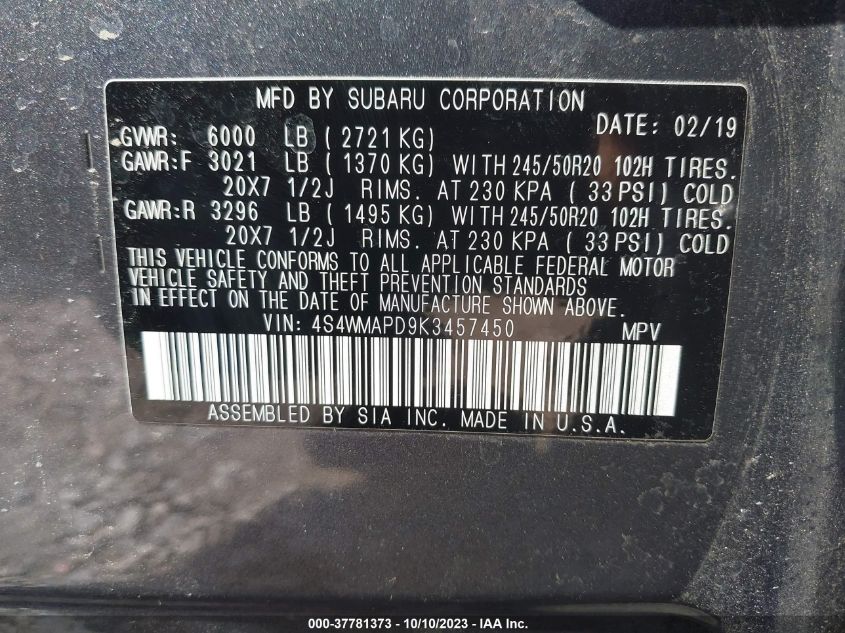 MFD BY SUBARU CORPORATION
DATE: 02/19
GVWR: 6000 LB ( 2721 KG)
GAWR:F 3021 LB ( 1370 KG) WITH 245/50R20 102H TIRES.
20X7 1/2J RIMS. AT 230 KPA ( 33 PSI) COLD
GAWR:R 3296 LB ( 1495 KG) WITH 245/50R20 102H TIRES.
20X7 1/2J RIMS. AT 230 KPA ( 33 PSI) COLD
THIS VEHICLE CONFORMS TO ALL APPLICABLE FEDERAL MOTOR
VEHICLE SAFETY AND THEFT PREVENTION STANDARDS
IN EFFECT ON THE DATE OF MANUFACTURE SHOWN ABOVE.
VIN: 4S4WMAPD9K3457450 MPV
ASSEMBLED BY SIA INC. MADE IN U.S.A.
000-37781373 - 10/10/2023 - IAA Inc.